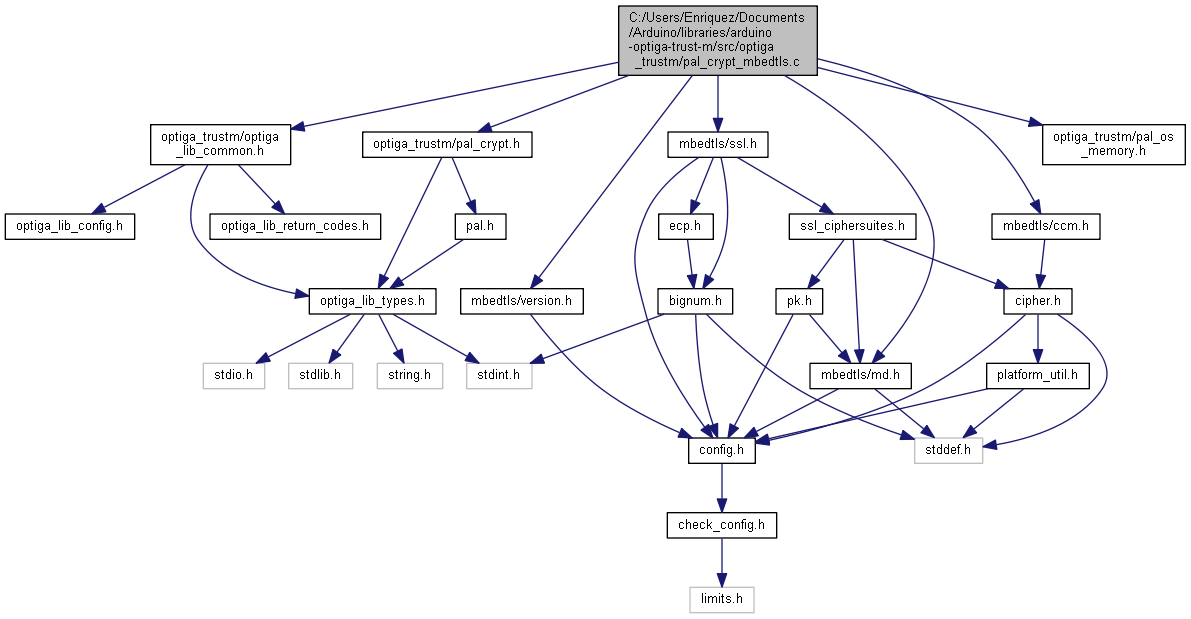 C:/Users/Enriquez/Documents
/Arduino/libraries/arduino
-optiga-trust-m/src/optiga
_trustm/pal_crypt_mbedtls.c
optiga_trustm/optiga
_lib_common.h
optiga_trustm/pal_crypt.h
mbedtls/ssl.h
optiga_trustm/pal_os
_memory.h
optiga_lib_config.h
optiga_lib_return_codes.h
pal.h
ecp.h
ssl_ciphersuites.h
mbedtls/ccm.h
optiga_lib_types.h
mbedtls/version.h
bignum.h
pk.h
cipher.h
stdio.h
stdlib.h
string.h
stdint.h
mbedtls/md.h
platform_util.h
config.h
stddef.h
check_config.h
limits.h